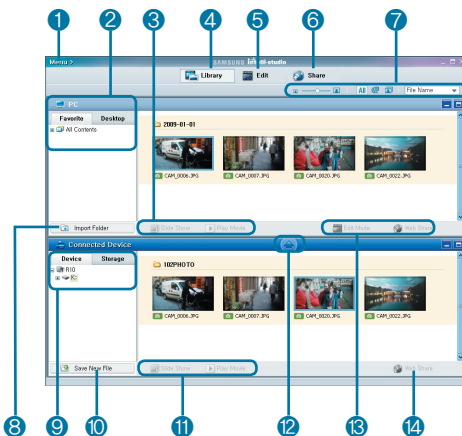 1 2 3 4 5 6 7
Menu > SAMSUNG intelli-studio
Library Edit Share
All File Name
PC
Favorite Desktop
All Contents
2009-01-01
CAM_0006.JPG CAM_0007.JPG CAM_0020.JPG CAM_0022.JPG
Import Folder Slide Show Play Movie Edit Mode Web Share
Connected Device
Device Storage
R10
K:
102PHOTO
CAM_0006.JPG CAM_0007.JPG CAM_0020.JPG CAM_0022.JPG
Save New File Slide Show Play Movie Web Share
8 9 10 11 12 13 14